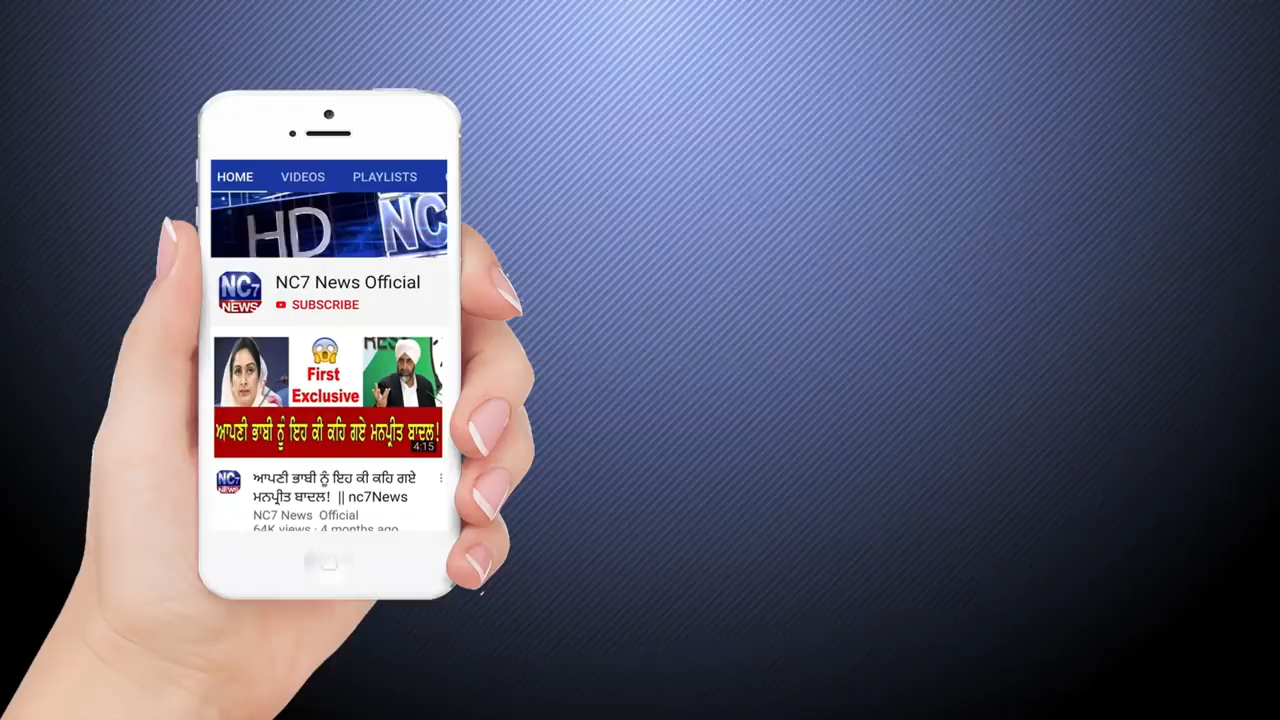 HOME VIDEOS PLAYLISTS
HD NC
NC7 NEWS
NC7 News Official
SUBSCRIBE
First
Exclusive
ਆਪਣੀ ਭਾਬੀ ਨੂੰ ਇਹ ਕੀ ਕਹਿ ਗਏ ਮਨਪ੍ਰੀਤ ਬਾਦਲ!
4:15
NC7 NEWS
ਆਪਣੀ ਭਾਬੀ ਨੂੰ ਇਹ ਕੀ ਕਹਿ ਗਏ
ਮਨਪ੍ਰੀਤ ਬਾਦਲ! || nc7News
NC7 News Official
64K views · 4 months ago